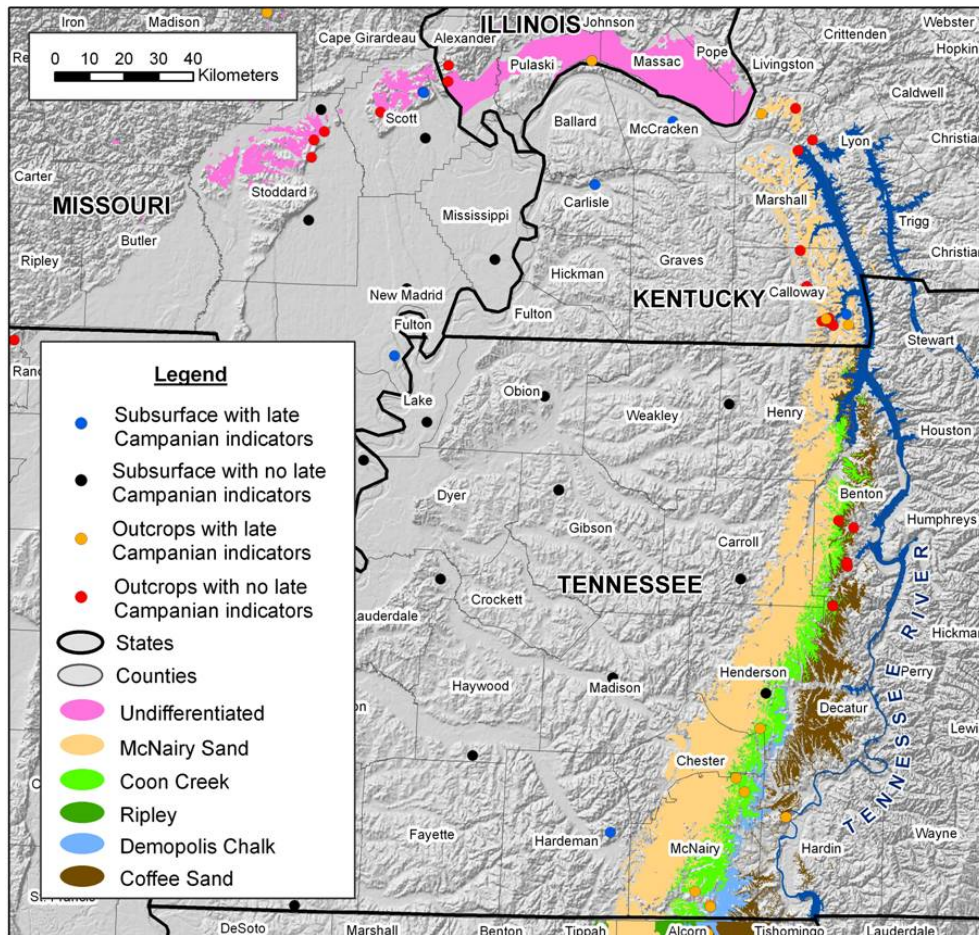 Iron
Madison
ILLINOIS
Johnson
Crittenden
Webster
Cape Girardeau
Alexander
Hopkin
Pulaski
Massac
Pope
Livingston
0 10 20 30 40
Kilometers
Caldwell
Scott
Ballard
McCracken
Lyon
Christian
Carter
Stoddard
MISSOURI
Carlisle
Marshall
Mississippi
Trigg
Butler
Christian
Ripley
Hickman
Graves
New Madrid
KENTUCKY
Calloway
Fulton
Fulton
Stewart
Lake
Obion
Weakley
Henry
Houston
Dyer
Benton
Gibson
Humphreys
Carroll
TENNESSEE
Crockett
Lauderdale
Hickman
Henderson
Perry
Haywood
Madison
Decatur
Lewi
TENNESSEE RIVER
Chester
Fayette
Hardeman
McNairy
Hardin
Wayne
DeSoto
Marshall
Benton
Tippah
Alcorn
Tishomingo
Lauderdale
Legend
Subsurface with late
Campanian indicators
Subsurface with no late
Campanian indicators
Outcrops with late
Campanian indicators
Outcrops with no late
Campanian indicators
States
Counties
Undifferentiated
McNairy Sand
Coon Creek
Ripley
Demopolis Chalk
Coffee Sand